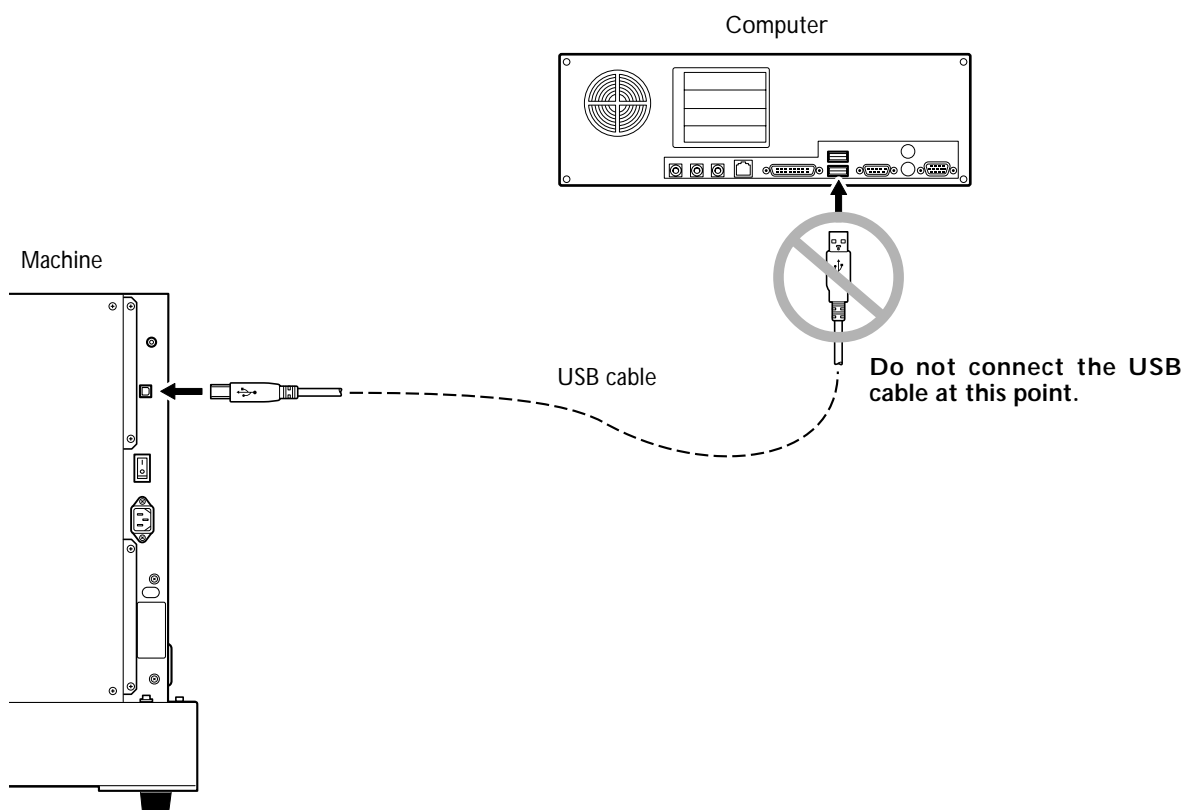 Computer
Machine
USB cable
Do not connect the USB
cable at this point.